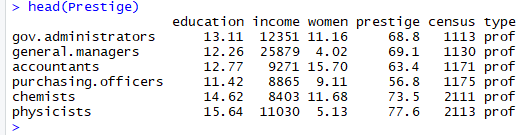 > head(Prestige)
education income women prestige census type
gov.administrators 13.11 12351 11.16 68.8 1113 prof
general.managers 12.26 25879 4.02 69.1 1130 prof
accountants 12.77 9271 15.70 63.4 1171 prof
purchasing.officers 11.42 8865 9.11 56.8 1175 prof
chemists 14.62 8403 11.68 73.5 2111 prof
physicists 15.64 11030 5.13 77.6 2113 prof
>